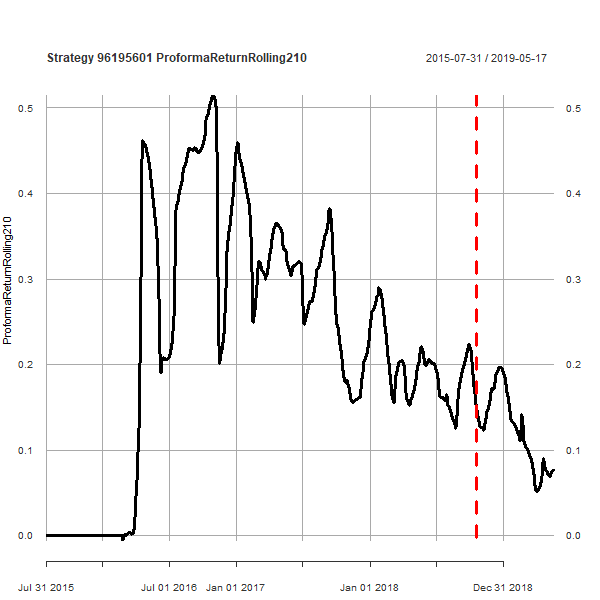 Strategy 96195601 ProformaReturnRolling210
2015-07-31 / 2019-05-17
0.5
0.5
0.4
0.4
0.3
0.3
0.2
0.2
0.1
0.1
0.0
0.0
ProformaReturnRolling210
Jul 31 2015
Jul 01 2016
Jan 01 2017
Jan 01 2018
Dec 31 2018